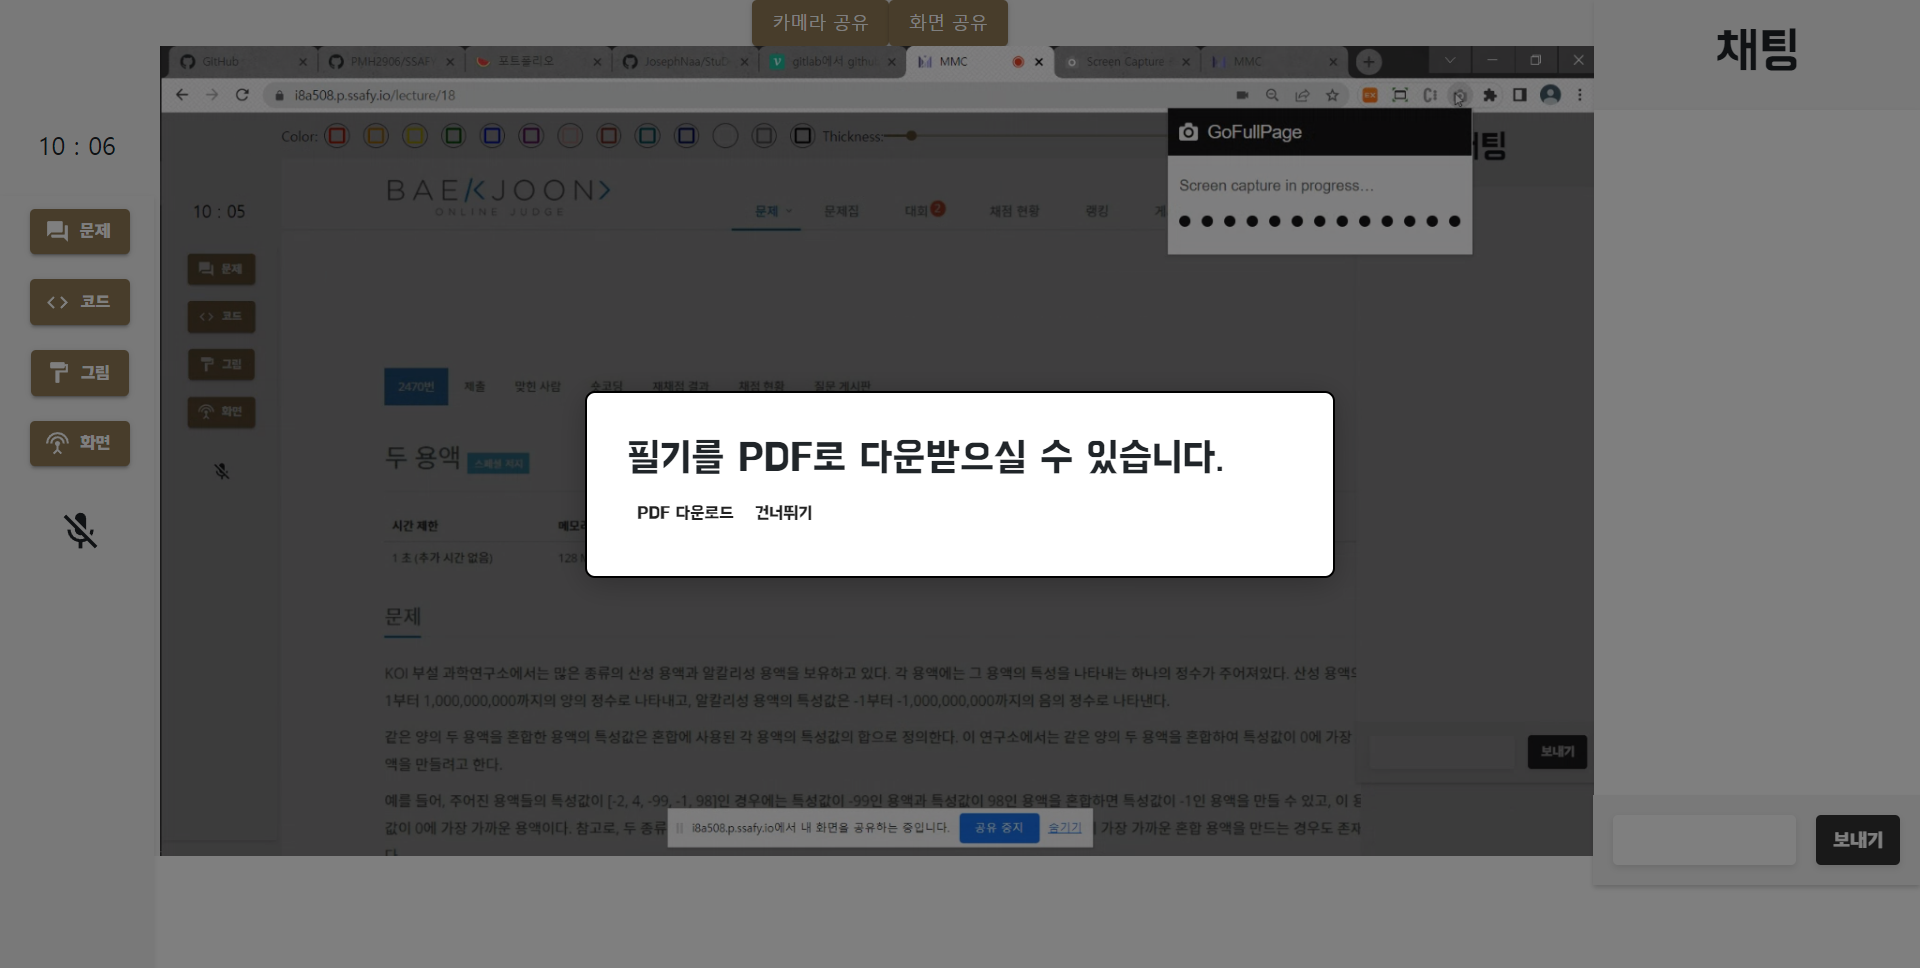 카메라 공유
화면 공유
채팅
10 : 06
문제
코드
그림
화면
GitHub
PMH2906/SSAFY
포트폴리오
JosephNaa/StuD
gitlab에서 githu
MMC
Screen Capture
MMC
i8a508.p.ssafy.io/lecture/18
Color:
Thickness:
GoFullPage
Screen capture in progress...
팅
10 : 05
문제
코드
그림
화면
BAEKJOON>
ONLINE JUDGE
문제
문제집
대회
2
채점 현황
랭킹
게
2470번
제출
맞힌 사람
숏코딩
재채점 결과
채점 현황
질문 게시판
두 용액
스페셜 저지
시간 제한
메모리
1 초 (추가 시간 없음)
128
필기를 PDF로 다운받으실 수 있습니다.
PDF 다운로드
건너뛰기
문제
KOI 부설 과학연구소에서는 많은 종류의 산성 용액과 알칼리성 용액을 보유하고 있다. 각 용액에는 그 용액의 특성을 나타내는 하나의 정수가 주어져있다. 산성 용액의
1부터 1,000,000,000까지의 양의 정수로 나타내고, 알칼리성 용액의 특성값은 -1부터 -1,000,000,000까지의 음의 정수로 나타낸다.
같은 양의 두 용액을 혼합한 용액의 특성값은 혼합에 사용된 각 용액의 특성값의 합으로 정의한다. 이 연구소에서는 같은 양의 두 용액을 혼합하여 특성값이 0에 가장
액을 만들려고 한다.
예를 들어, 주어진 용액들의 특성값이 [-2, 4, -99, -1, 98]인 경우에는 특성값이 -99인 용액과 특성값이 98인 용액을 혼합하면 특성값이 -1인 용액을 만들 수 있고, 이 용
값이 0에 가장 가까운 용액이다. 참고로, 두 종류
가장 가까운 혼합 용액을 만드는 경우도 존재
i8a508.p.ssafy.io에서 내 화면을 공유하는 중입니다.
공유 중지
숨기기
보내기
보내기